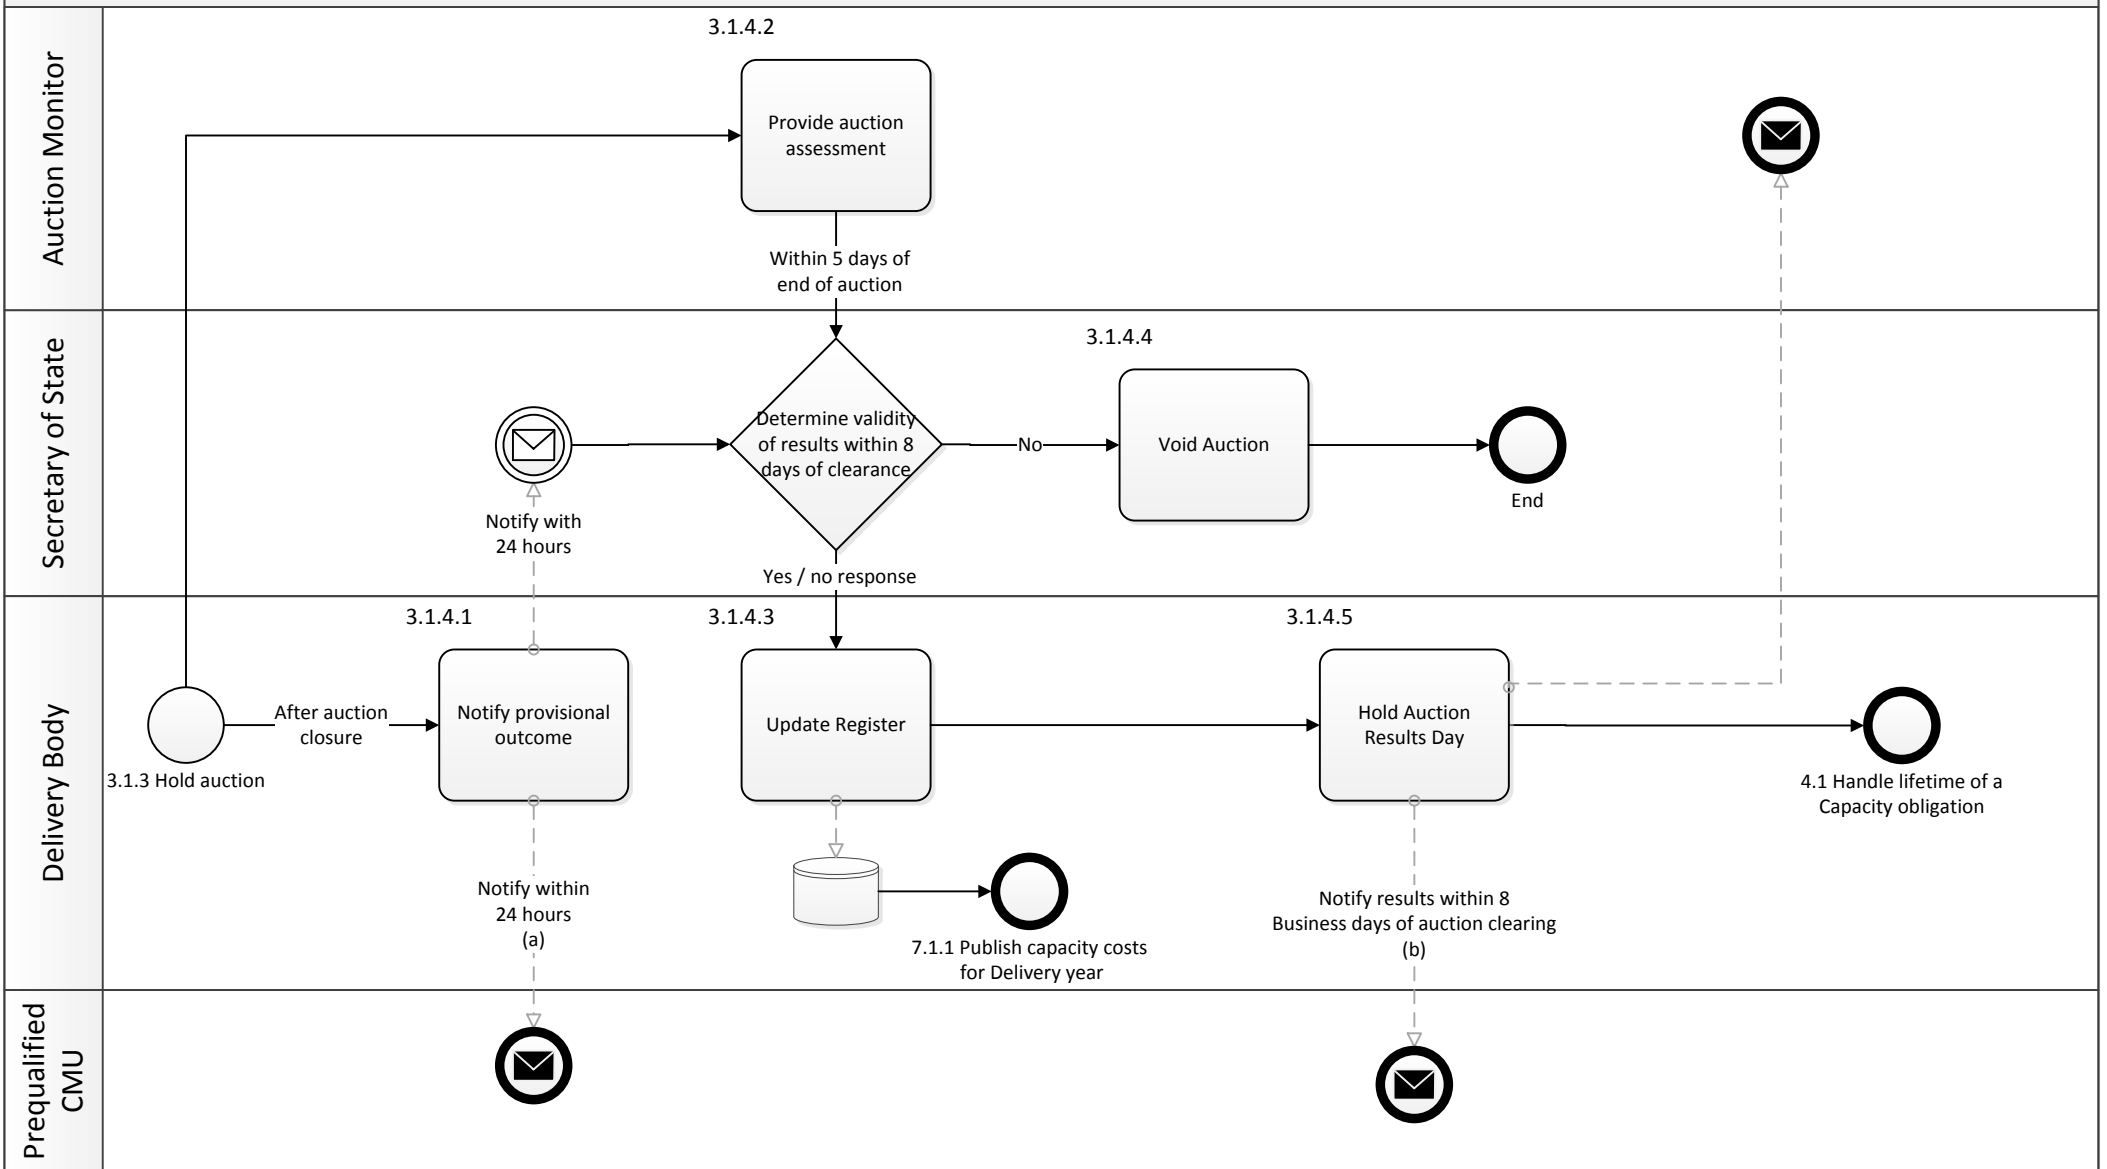 Auction Monitor
3.1.4.2
Provide auction
assessment
Within 5 days of
end of auction
Secretary of State
3.1.4.4
Determine validity
of results within 8
days of clearance
No
Void Auction
End
Notify with
24 hours
Yes / no response
Delivery Body
3.1.4.1
3.1.4.3
3.1.4.5
After auction
closure
3.1.3 Hold auction
Notify provisional
outcome
Update Register
Hold Auction
Results Day
4.1 Handle lifetime of a
Capacity obligation
Notify within
24 hours
(a)
7.1.1 Publish capacity costs
for Delivery year
Notify results within 8
Business days of auction clearing
(b)
Prequalified
CMU